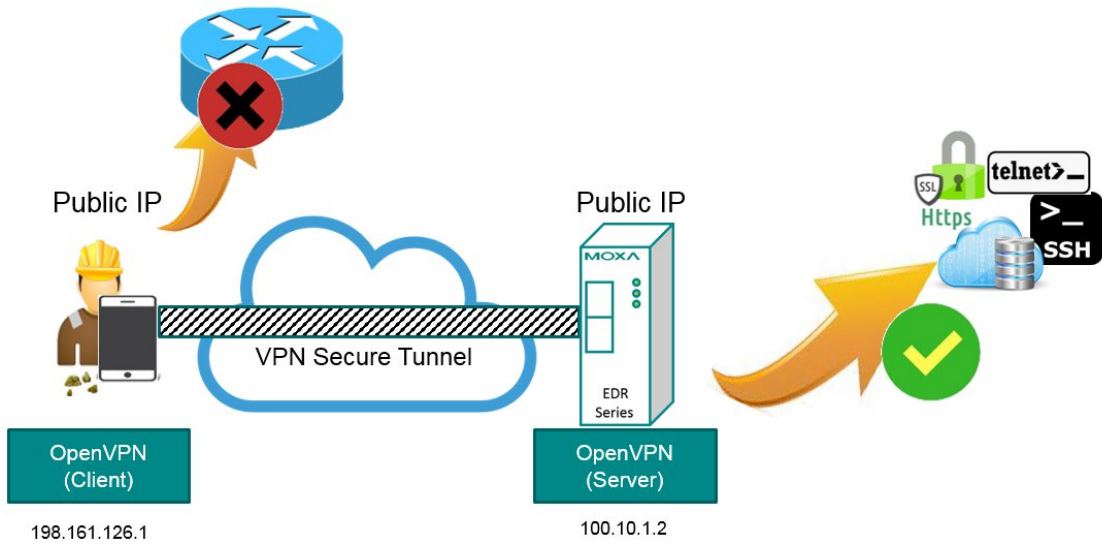 Public IP
Public IP
SSL
Https
telnet>_
>_
SSH
MOXA
VPN Secure Tunnel
EDR
Series
OpenVPN
(Client)
OpenVPN
(Server)
198.161.126.1
100.10.1.2